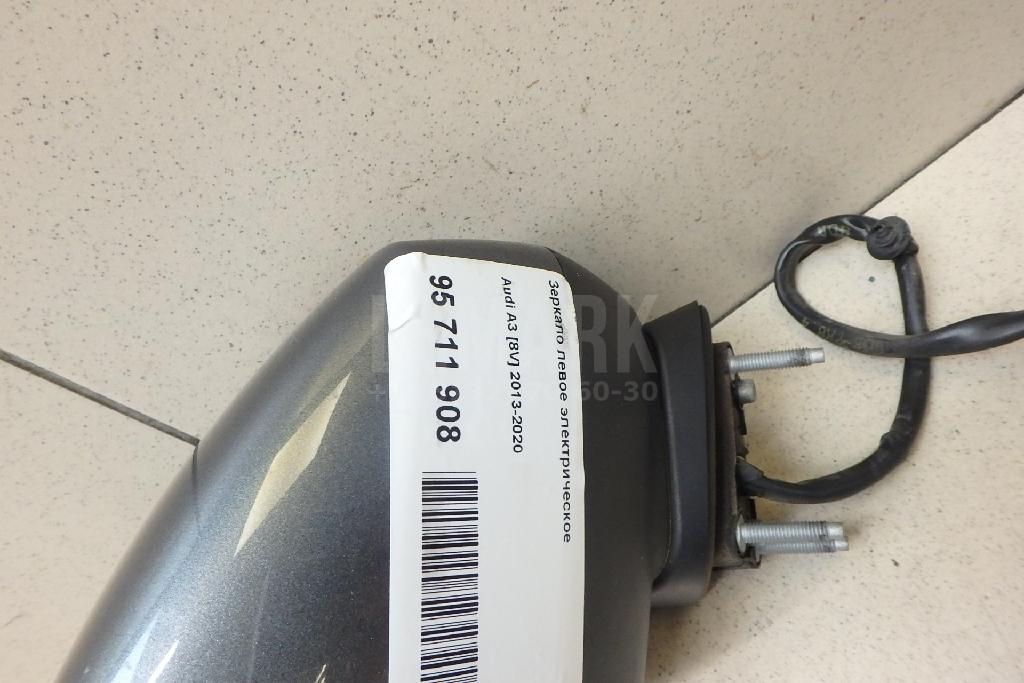 Зеркало левое электрическое
Audi A3 [8V] 2013-2020
95 711 908